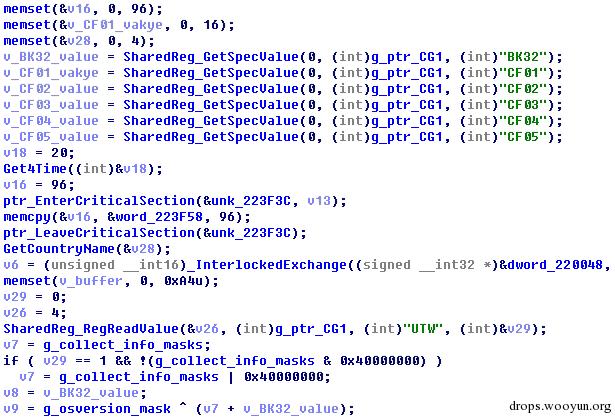 memset(&v16, 0, 96);
memset(&v_CF01_vakye, 0, 16);
memset(&v28, 0, 4);
v_BK32_value = SharedReg_GetSpecValue(0, (int)g_ptr_CG1, (int)"BK32");
v_CF01_vakye = SharedReg_GetSpecValue(0, (int)g_ptr_CG1, (int)"CF01");
v_CF02_value = SharedReg_GetSpecValue(0, (int)g_ptr_CG1, (int)"CF02");
v_CF03_value = SharedReg_GetSpecValue(0, (int)g_ptr_CG1, (int)"CF03");
v_CF04_value = SharedReg_GetSpecValue(0, (int)g_ptr_CG1, (int)"CF04");
v_CF05_value = SharedReg_GetSpecValue(0, (int)g_ptr_CG1, (int)"CF05");
v18 = 20;
Get4Time((int)&v18);
v16 = 96;
ptr_EnterCriticalSection(&unk_223F3C, v13);
memcpy(&v16, &word_223F58, 96);
ptr_LeaveCriticalSection(&unk_223F3C);
GetCountryName(&v28);
v6 = (unsigned __int16)_InterlockedExchange((signed __int32 *)&dword_220048,
memset(v_buffer, 0, 0xA4u);
v29 = 0;
v26 = 4;
SharedReg_RegReadValue(&v26, (int)g_ptr_CG1, (int)"UTW", (int)&v29);
v7 = g_collect_info_masks;
if ( v29 == 1 && !(g_collect_info_masks & 0x40000000) )
v7 = g_collect_info_masks | 0x40000000;
v8 = v_BK32_value;
v9 = g_osversion_mask ^ (v7 + v_BK32_value);
drops.wooyun.org